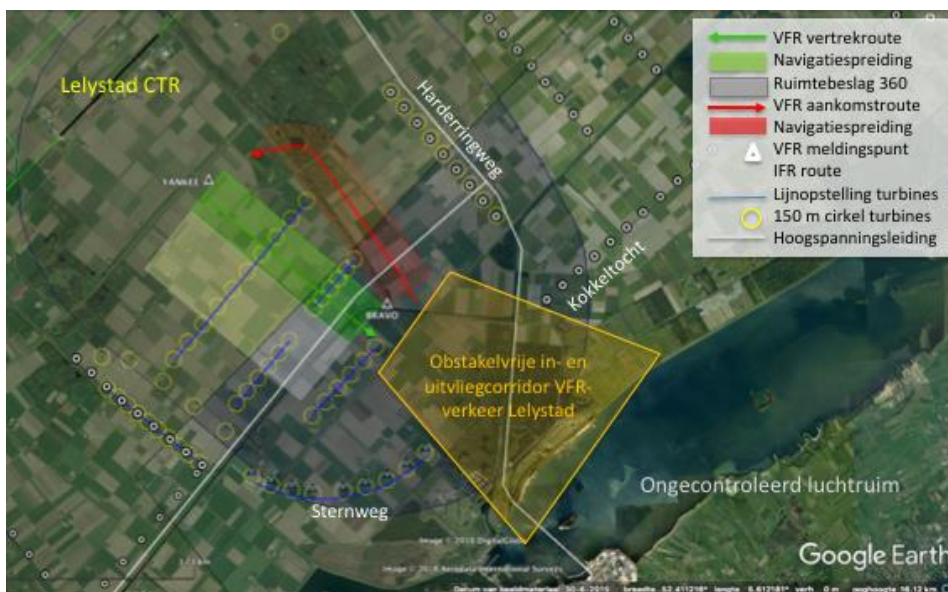 Lelystad CTR
VFR vertrekroute
Navigatiespreiding
Ruimtebeslag 360
VFR aankomstroute
Navigatiespreiding
VFR meldingspunt
IFR route
Lijnopstelling turbines
150 m cirkel turbines
Hoogspanningsleiding
Harderringweg
YANKEE
Kokkeltocht
BRAVO
Obstakelvrije in- en
uitvliegcorridor VFR-
verkeer Lelystad
Ongecontroleerd luchtruim
Sternweg
Google Earth